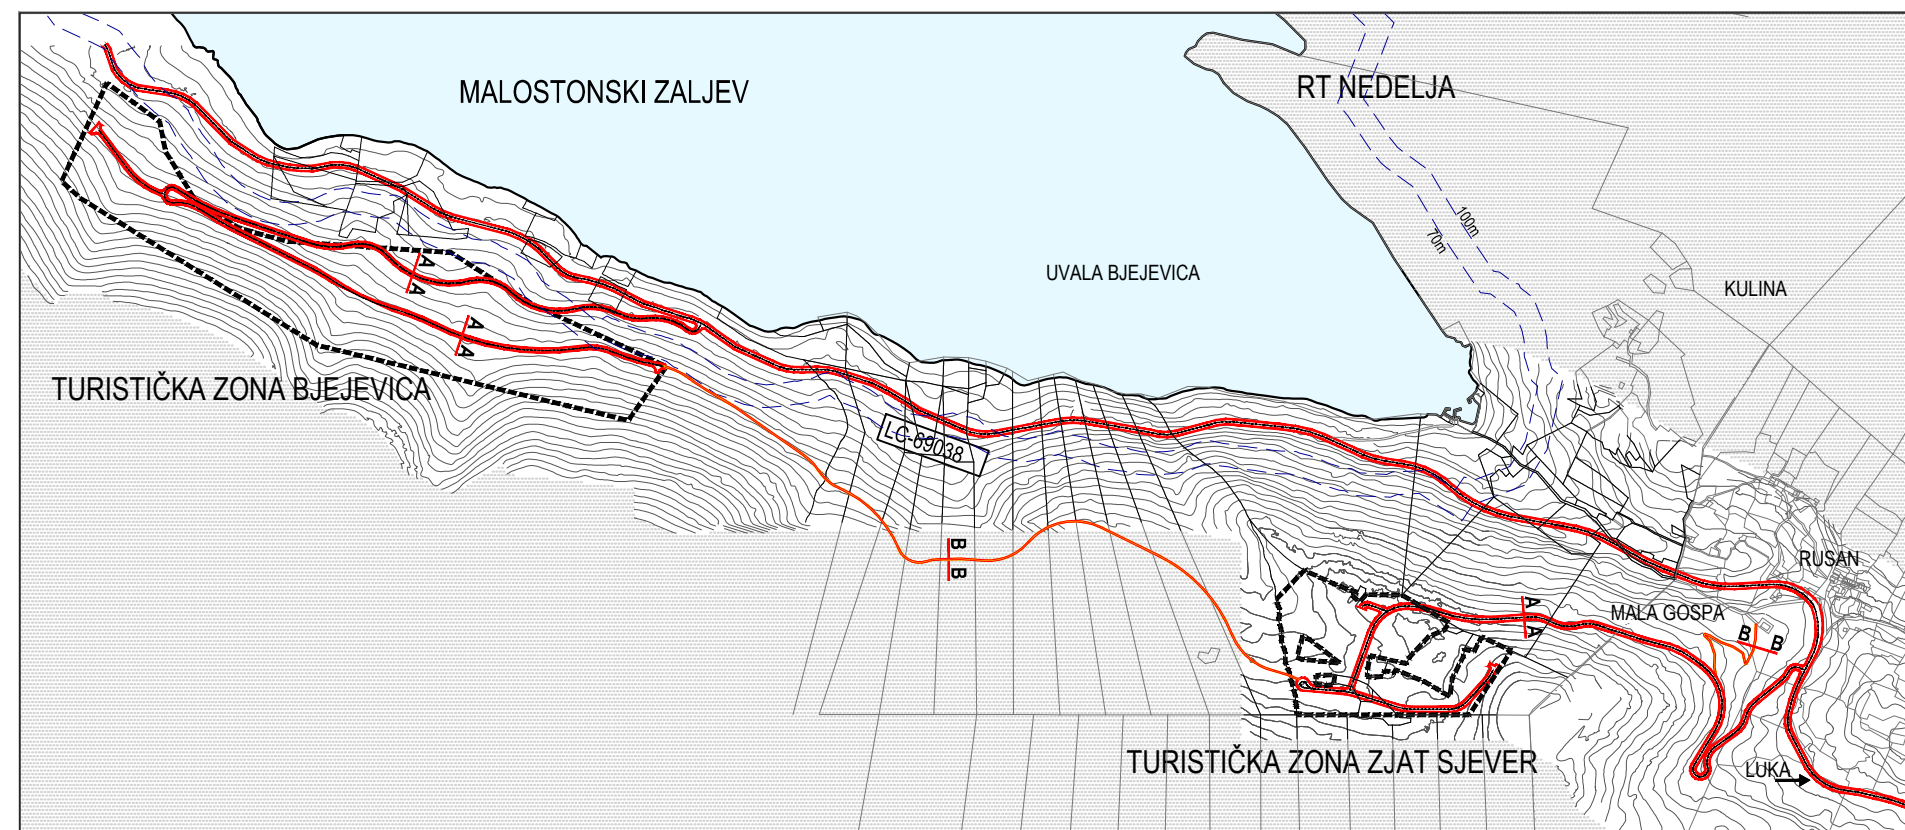 MALOSTONSKI ZALJEV
RT NEDELJA
100m
70m
UVALA BJEJEVICA
KULINA
A
A
A
A
TURISTIČKA ZONA BJEJEVICA
LC-69038
B
B
RUSAN
A
A
MALA GOSPA
B
B
TURISTIČKA ZONA ZJAT SJEVER
LUKA